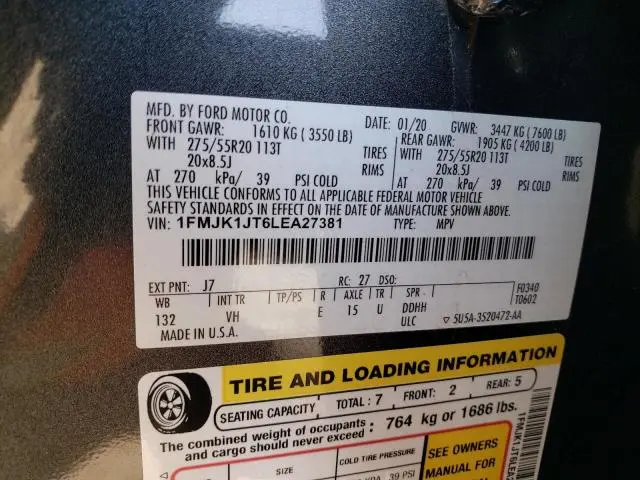 MFD. BY FORD MOTOR CO.
DATE: 01/20 GVWR: 3447 KG ( 7600 LB)
FRONT GAWR: 1610 KG ( 3550 LB) REAR GAWR: 1905 KG ( 4200 LB)
WITH 275/55R20 113T TIRES WITH 275/55R20 113T TIRES
20x8.5J RIMS 20x8.5J RIMS
AT 270 kPa/ 39 PSI COLD AT 270 kPa/ 39 PSI COLD
THIS VEHICLE CONFORMS TO ALL APPLICABLE FEDERAL MOTOR VEHICLE
SAFETY STANDARDS IN EFFECT ON THE DATE OF MANUFACTURE SHOWN ABOVE.
VIN: 1FMJK1JT6LEA27381 TYPE: MPV
EXT PNT: J7 RC: 27 DSO: F0340
WB INT TR TP/PS R AXLE TR SPR T0602
132 VH E 15 U DDHH
ULC 5U5A-3520472-AA
MADE IN U.S.A.
TIRE AND LOADING INFORMATION
SEATING CAPACITY TOTAL : 7 FRONT: 2 REAR: 5
The combined weight of occupants
and cargo should never exceed : 764 kg or 1686 lbs.
SIZE COLD TIRE PRESSURE SEE OWNERS
39 PSI MANUAL FOR
1FMJK1JT6LEA